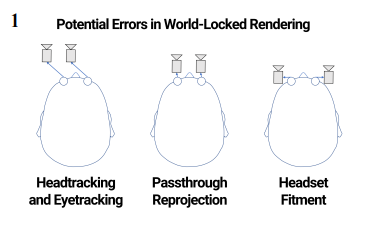 1
Potential Errors in World-Locked Rendering
Headtracking
and Eyetracking
Passthrough
Reprojection
Headset
Fitment